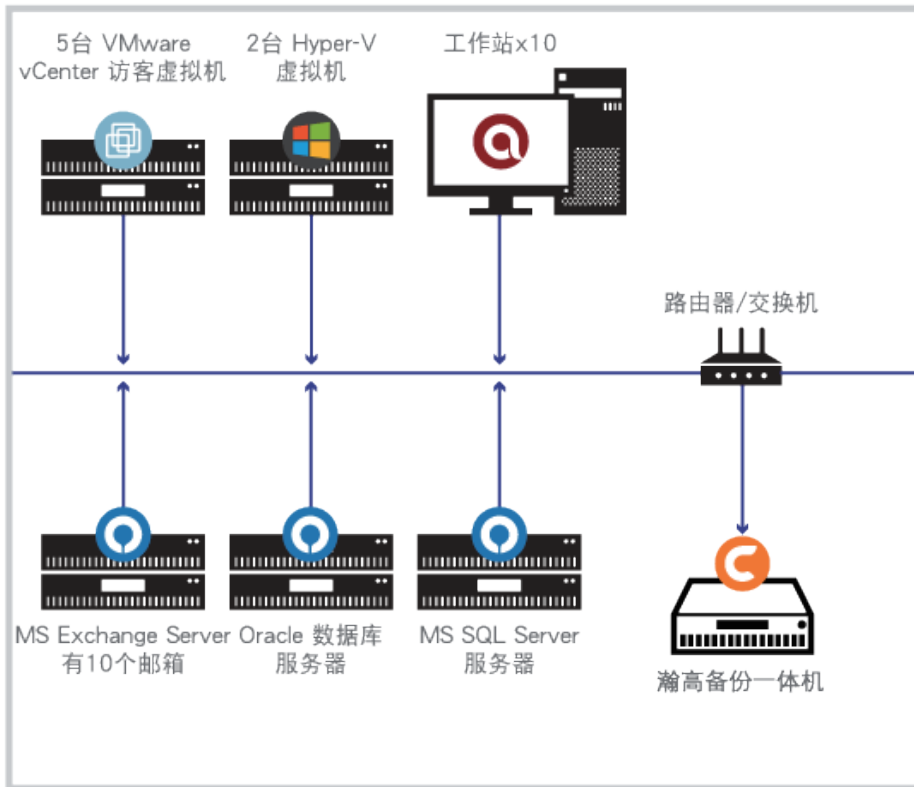 5台 VMware
vCenter 访客虚拟机
2台 Hyper-V
虚拟机
工作站x10
路由器/交换机
MS Exchange Server
有10个邮箱
Oracle 数据库
服务器
MS SQL Server
服务器
瀚高备份一体机